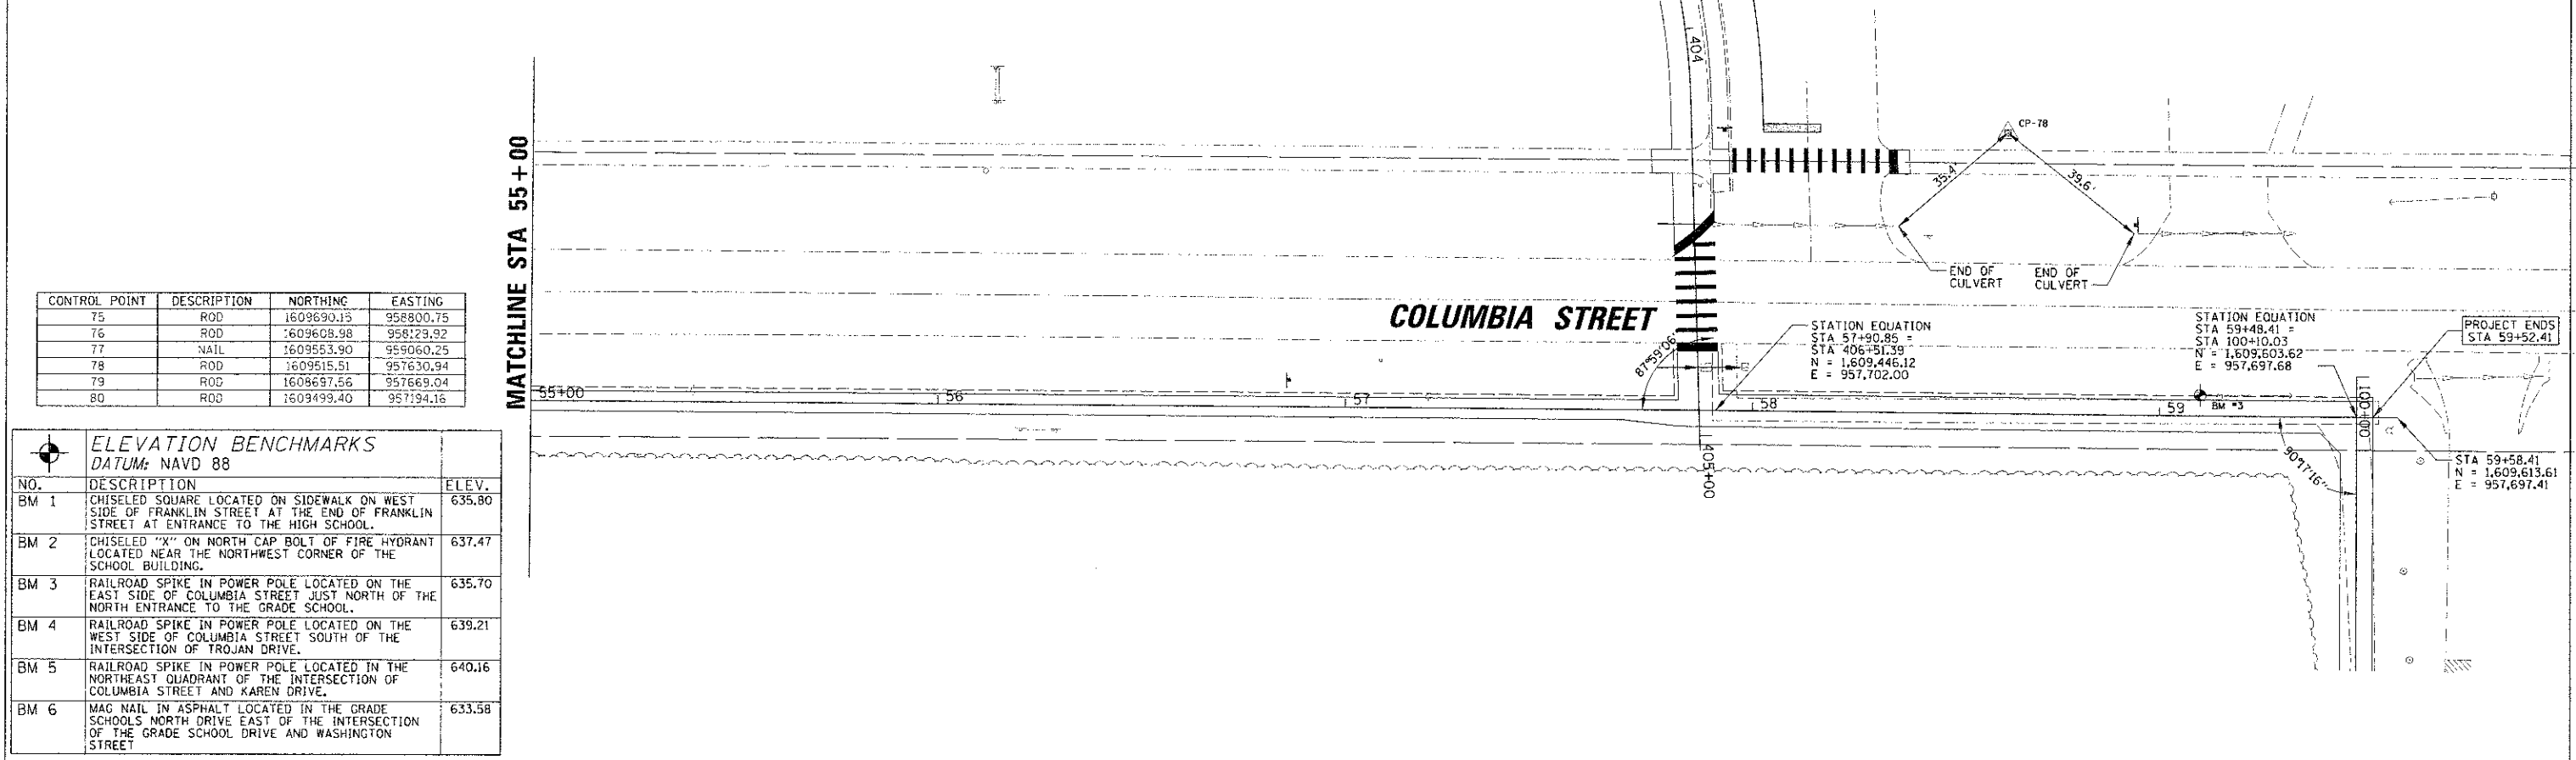 MATCHLINE STA 55+00
COLUMBIA STREET
404
CP-78
35.4'
39.6'
END OF
CULVERT
END OF
CULVERT
87°59'06"
STATION EQUATION
STA 57+90.85 =
STA 406+51.39
N = 1,609,446.12
E = 957,702.00
STATION EQUATION
STA 59+48.41 =
STA 100+10.03
N = 1,609,603.62
E = 957,697.68
PROJECT ENDS
STA 59+52.41
55+00
56
57
58
59
BM #3
100+00
405+00
90°17'16"
STA 59+58.41
N = 1,609,613.61
E = 957,697.41
CONTROL POINT DESCRIPTION NORTHING EASTING
75 ROD 1609690.15 958800.75
76 ROD 1609608.98 958129.92
77 NAIL 1609553.90 959060.25
78 ROD 1609515.51 957630.94
79 ROD 1608697.56 957669.04
80 ROD 1609499.40 957194.16
ELEVATION BENCHMARKS
DATUM: NAVD 88
NO. DESCRIPTION ELEV.
BM 1 CHISELED SQUARE LOCATED ON SIDEWALK ON WEST 635.80
SIDE OF FRANKLIN STREET AT THE END OF FRANKLIN
STREET AT ENTRANCE TO THE HIGH SCHOOL.
BM 2 CHISELED "X" ON NORTH CAP BOLT OF FIRE HYDRANT 637.47
LOCATED NEAR THE NORTHWEST CORNER OF THE
SCHOOL BUILDING.
BM 3 RAILROAD SPIKE IN POWER POLE LOCATED ON THE 635.70
EAST SIDE OF COLUMBIA STREET JUST NORTH OF THE
NORTH ENTRANCE TO THE GRADE SCHOOL.
BM 4 RAILROAD SPIKE IN POWER POLE LOCATED ON THE 639.21
WEST SIDE OF COLUMBIA STREET SOUTH OF THE
INTERSECTION OF TROJAN DRIVE.
BM 5 RAILROAD SPIKE IN POWER POLE LOCATED IN THE 640.16
NORTHEAST QUADRANT OF THE INTERSECTION OF
COLUMBIA STREET AND KAREN DRIVE.
BM 6 MAG NAIL IN ASPHALT LOCATED IN THE GRADE 633.58
SCHOOLS NORTH DRIVE EAST OF THE INTERSECTION
OF THE GRADE SCHOOL DRIVE AND WASHINGTON
STREET